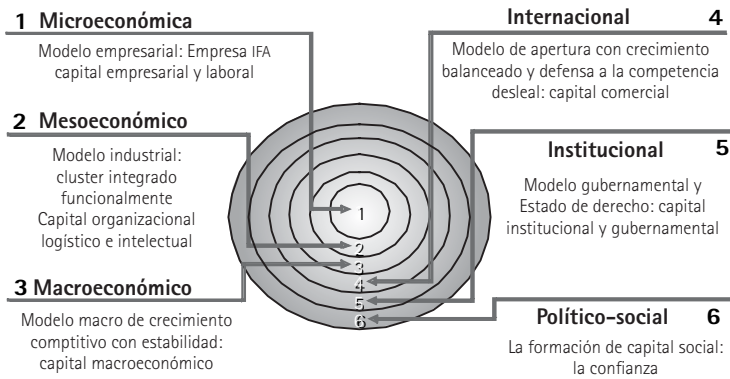 1 Microeconómica
Modelo empresarial: Empresa IFA
capital empresarial y laboral
2 Mesoeconómico
Modelo industrial:
cluster integrado
funcionalmente
Capital organizacional
logístico e intelectual
3 Macroeconómico
Modelo macro de crecimiento
comptitivo con estabilidad:
capital macroeconómico
1
2
3
4
5
6
Internacional 4
Modelo de apertura con crecimiento
balanceado y defensa a la competencia
desleal: capital comercial
Institucional 5
Modelo gubernamental y
Estado de derecho: capital
institucional y gubernamental
Político-social 6
La formación de capital social:
la confianza